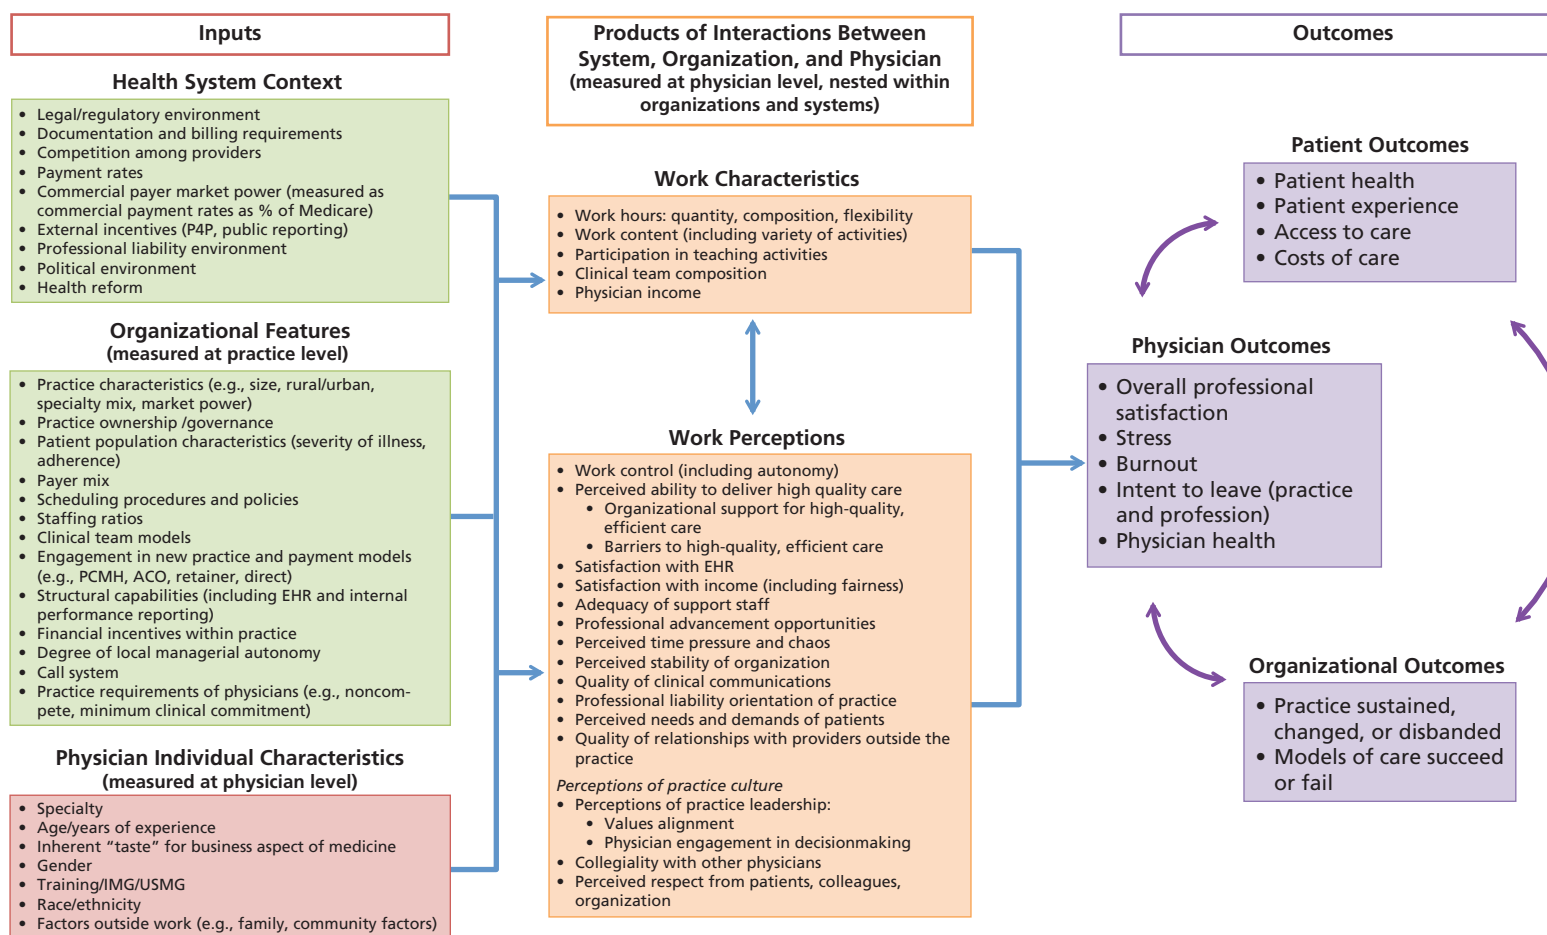 Inputs
Health System Context
• Legal/regulatory environment
• Documentation and billing requirements
• Competition among providers
• Payment rates
• Commercial payer market power (measured as
commercial payment rates as % of Medicare)
• External incentives (P4P, public reporting)
• Professional liability environment
• Political environment
• Health reform
Organizational Features
(measured at practice level)
• Practice characteristics (e.g., size, rural/urban,
specialty mix, market power)
• Practice ownership /governance
• Patient population characteristics (severity of illness,
adherence)
• Payer mix
• Scheduling procedures and policies
• Staffing ratios
• Clinical team models
• Engagement in new practice and payment models
(e.g., PCMH, ACO, retainer, direct)
• Structural capabilities (including EHR and internal
performance reporting)
• Financial incentives within practice
• Degree of local managerial autonomy
• Call system
• Practice requirements of physicians (e.g., noncom-
pete, minimum clinical commitment)
Physician Individual Characteristics
(measured at physician level)
• Specialty
• Age/years of experience
• Inherent “taste” for business aspect of medicine
• Gender
• Training/IMG/USMG
• Race/ethnicity
• Factors outside work (e.g., family, community factors)
Products of Interactions Between
System, Organization, and Physician
(measured at physician level, nested within
organizations and systems)
Work Characteristics
• Work hours: quantity, composition, flexibility
• Work content (including variety of activities)
• Participation in teaching activities
• Clinical team composition
• Physician income
Work Perceptions
• Work control (including autonomy)
• Perceived ability to deliver high quality care
• Organizational support for high-quality,
efficient care
• Barriers to high-quality, efficient care
• Satisfaction with EHR
• Satisfaction with income (including fairness)
• Adequacy of support staff
• Professional advancement opportunities
• Perceived time pressure and chaos
• Perceived stability of organization
• Quality of clinical communications
• Professional liability orientation of practice
• Perceived needs and demands of patients
• Quality of relationships with providers outside the
practice
Perceptions of practice culture
• Perceptions of practice leadership:
• Values alignment
• Physician engagement in decisionmaking
• Collegiality with other physicians
• Perceived respect from patients, colleagues,
organization
Outcomes
Patient Outcomes
• Patient health
• Patient experience
• Access to care
• Costs of care
Physician Outcomes
• Overall professional
satisfaction
• Stress
• Burnout
• Intent to leave (practice
and profession)
• Physician health
Organizational Outcomes
• Practice sustained,
changed, or disbanded
• Models of care succeed
or fail